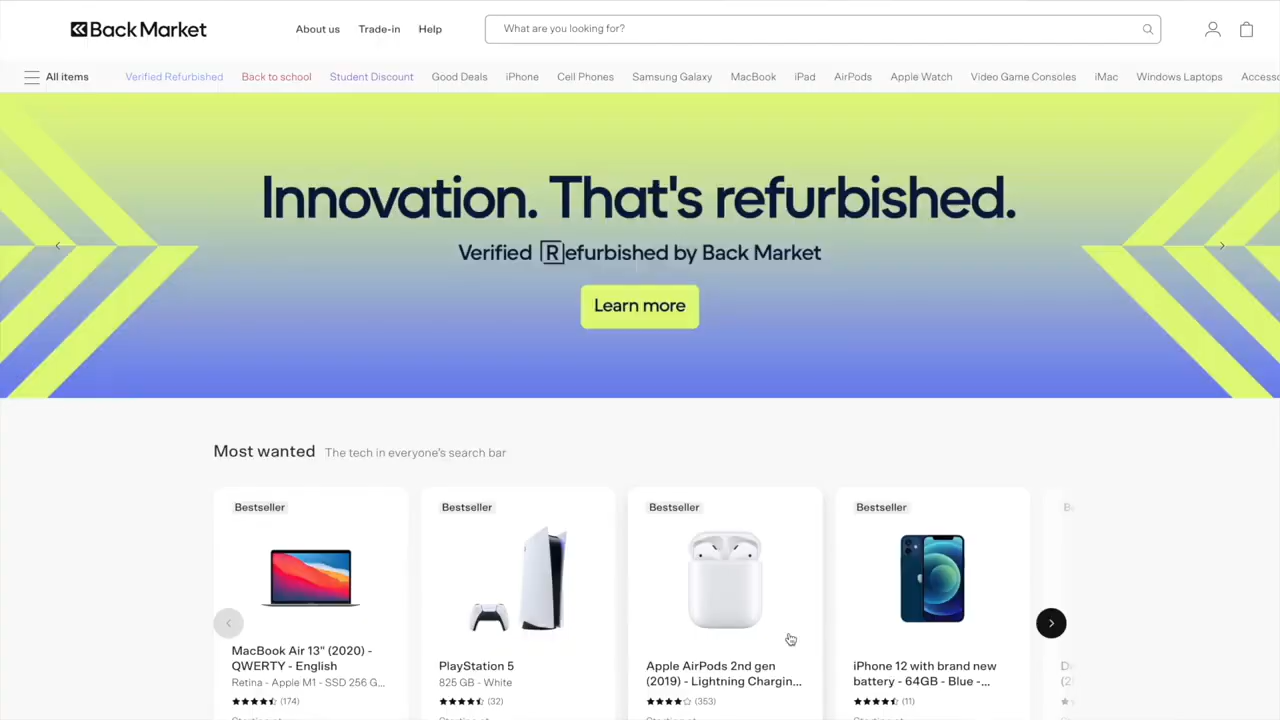 Back Market
About us Trade-in Help
What are you looking for?
All items Verified Refurbished Back to school Student Discount Good Deals iPhone Cell Phones Samsung Galaxy MacBook iPad AirPods Apple Watch Video Game Consoles iMac Windows Laptops Accesso
Innovation. That's refurbished.
Verified Refurbished by Back Market
Learn more
Most wanted The tech in everyone's search bar
Bestseller
MacBook Air 13" (2020) -
QWERTY - English
Retina - Apple M1 - SSD 256 G...
(174)
Bestseller
PlayStation 5
825 GB - White
(32)
Bestseller
Apple AirPods 2nd gen
(2019) - Lightning Chargin...
(353)
Bestseller
iPhone 12 with brand new
battery - 64GB - Blue -...
(11)